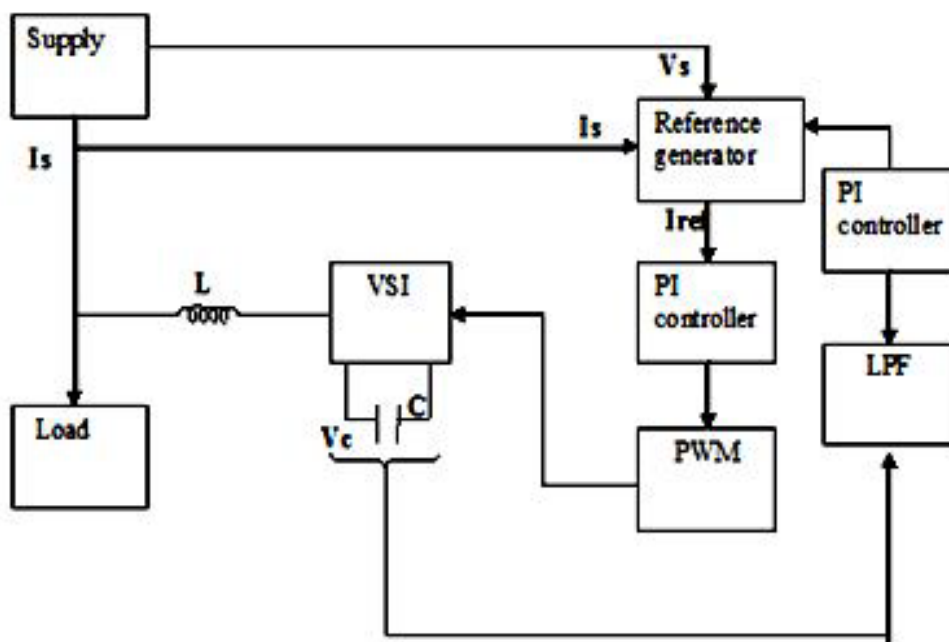 Supply
Vs
Is
Is
Reference
generator
PI
controller
Iref
L
VSI
PI
controller
LPF
C
Vc
Load
PWM